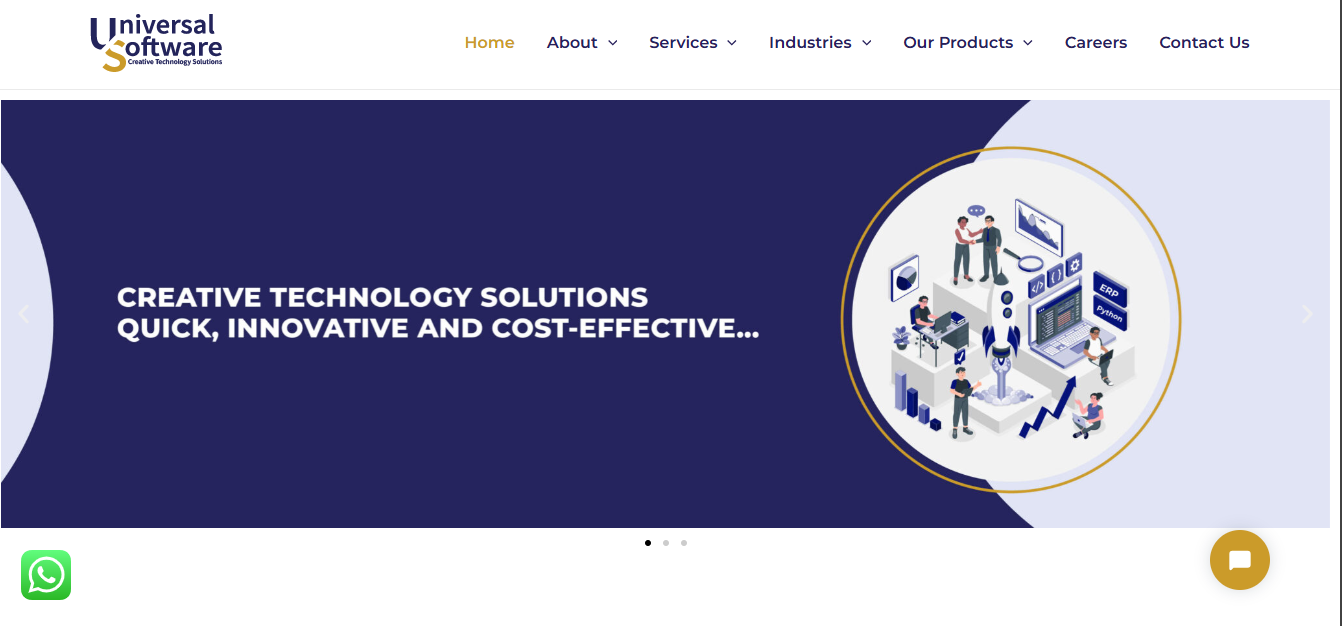 Universal
Software
Creative Technology Solutions
Home About Services Industries Our Products Careers Contact Us
CREATIVE TECHNOLOGY SOLUTIONS
QUICK, INNOVATIVE AND COST-EFFECTIVE...
</>
{ }
ERP
Python